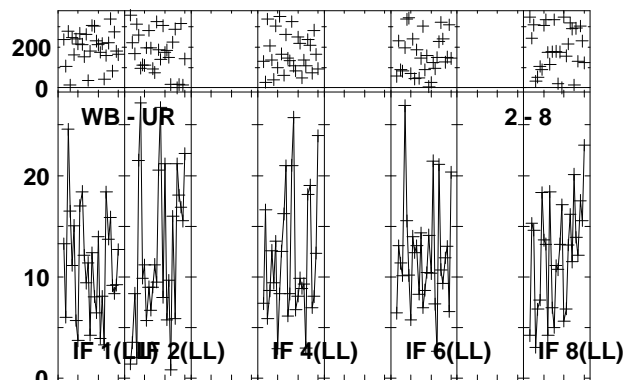 200
0
WB - UR 2 - 8
20
10
0
IF 1(LL) IF 2(LL) IF 4(LL) IF 6(LL) IF 8(LL)